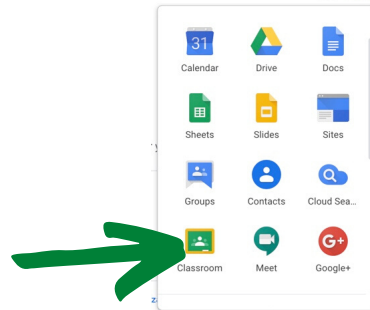 31
Calendar Drive Docs
Sheets Slides Sites
Groups Contacts Cloud Sea...
G+
Classroom Meet Google+